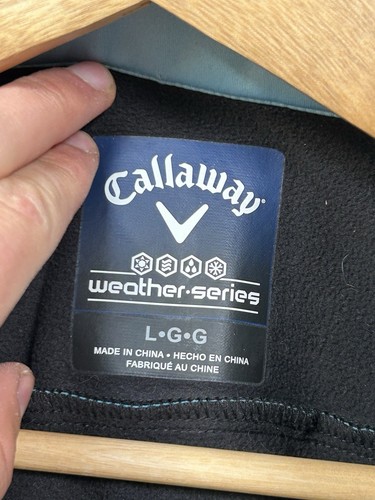 Callaway
weather•series
L•G•G
MADE IN CHINA • HECHO EN CHINA
FABRIQUÉ AU CHINE